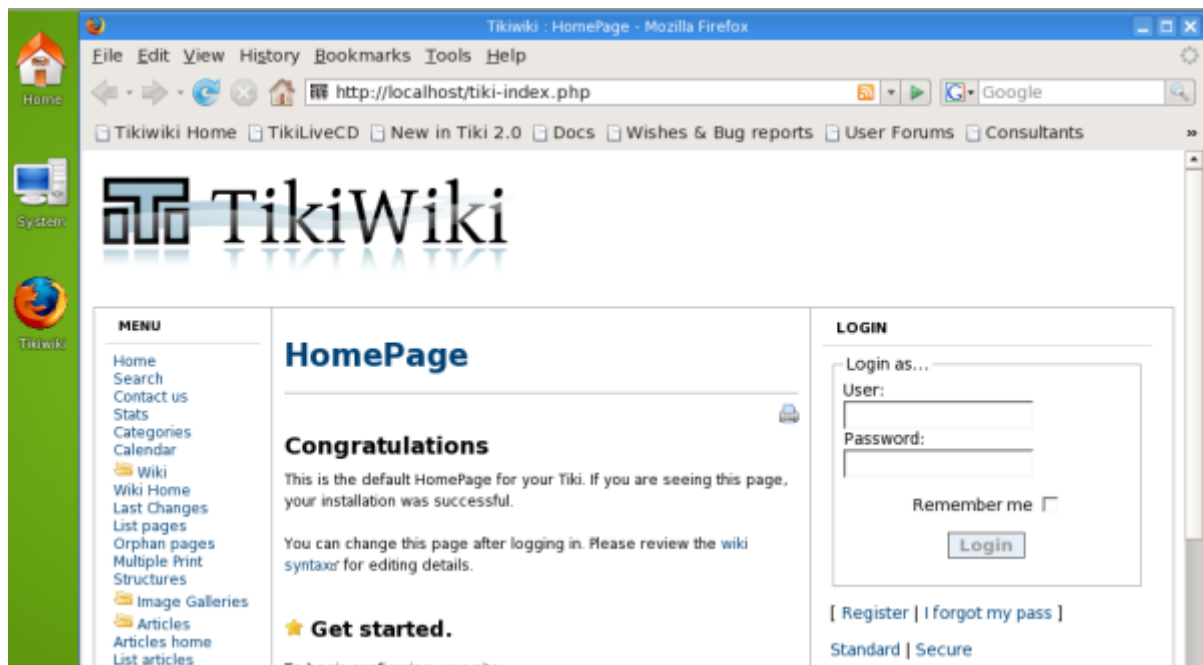 Tikiwiki : HomePage - Mozilla Firefox
File Edit View History Bookmarks Tools Help
http://localhost/tiki-index.php
Google
Tikiwiki Home TikiLiveCD New in Tiki 2.0 Docs Wishes & Bug reports User Forums Consultants »
Home
System
Tikiwiki
TikiWiki
MENU
Home
Search
Contact us
Stats
Categories
Calendar
Wiki
Wiki Home
Last Changes
List pages
Orphan pages
Multiple Print
Structures
Image Galleries
Articles
Articles home
List articles
HomePage
Congratulations
This is the default HomePage for your Tiki. If you are seeing this page,
your installation was successful.
You can change this page after logging in. Please review the wiki
syntax for editing details.
Get started.
To begin configuring your site
LOGIN
Login as...
User:
Password:
Remember me
Login
[ Register | I forgot my pass ]
Standard | Secure